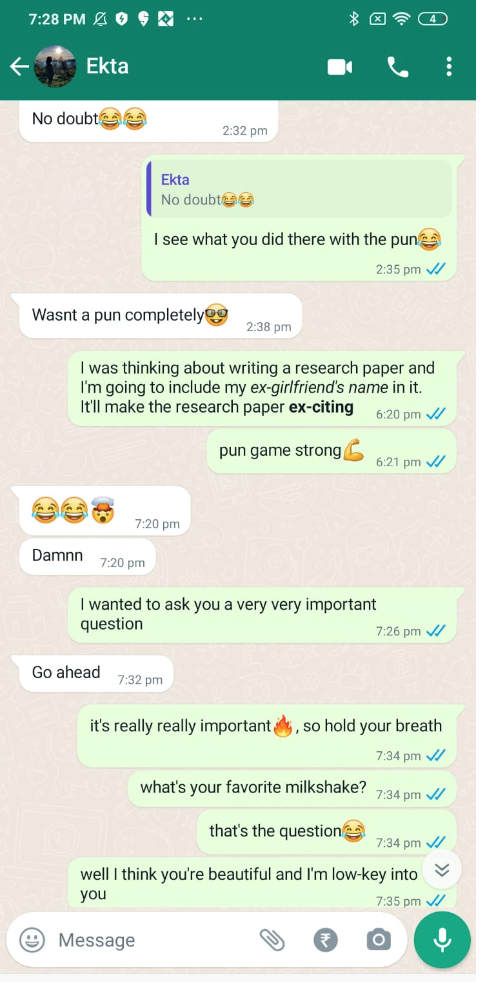 7:28 PM
4
Ekta
No doubt😂😂
2:32 pm
Ekta
No doubt😂😂
I see what you did there with the pun😂
2:35 pm
Wasnt a pun completely🤓
2:38 pm
I was thinking about writing a research paper and
I'm going to include my ex-girlfriend's name in it.
It'll make the research paper ex-citing
6:20 pm
pun game strong💪
6:21 pm
😂😂🤯
7:20 pm
Damnn
7:20 pm
I wanted to ask you a very very important
question
7:26 pm
Go ahead
7:32 pm
it's really really important🔥, so hold your breath
7:34 pm
what's your favorite milkshake?
7:34 pm
that's the question😂
7:34 pm
well I think you're beautiful and I'm low-key into
you
7:35 pm
Message
₹